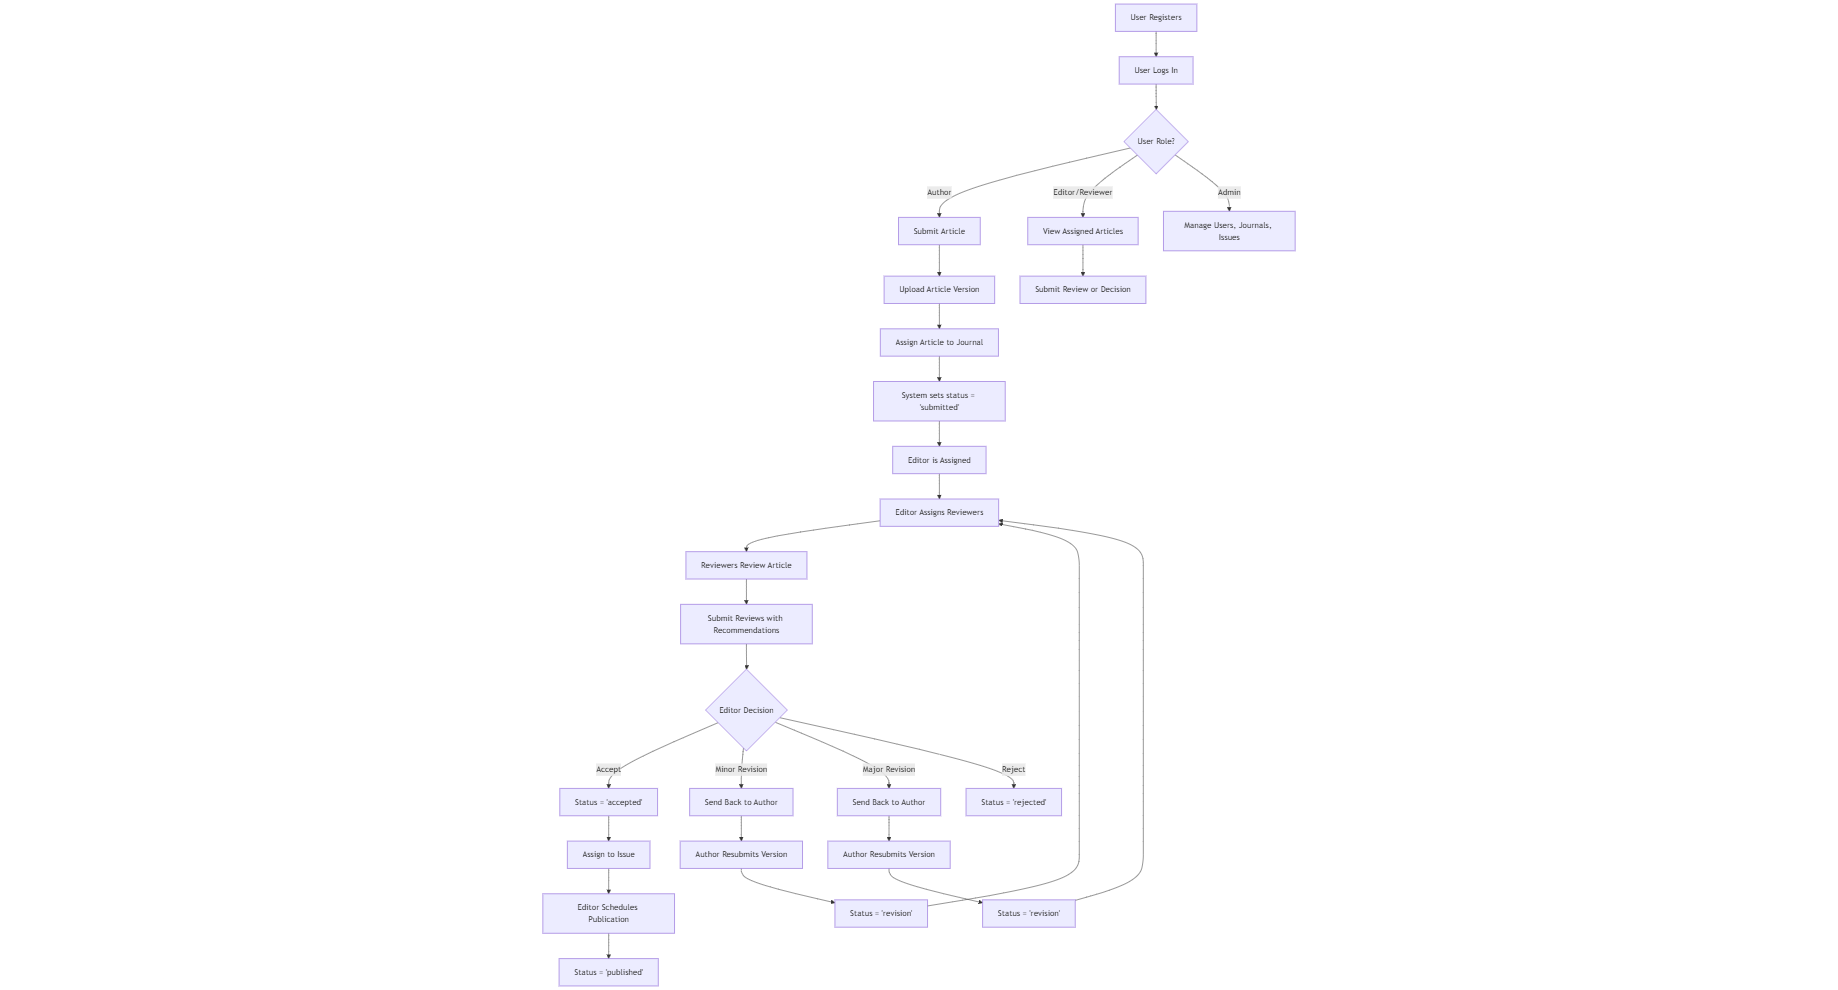 User Registers
User Logs In
User Role?
Author
Editor/Reviewer
Admin
Submit Article
View Assigned Articles
Manage Users, Journals,
Issues
Upload Article Version
Submit Review or Decision
Assign Article to Journal
System sets status =
'submitted'
Editor is Assigned
Editor Assigns Reviewers
Reviewers Review Article
Submit Reviews with
Recommendations
Editor Decision
Accept
Minor Revision
Major Revision
Reject
Status = 'accepted'
Send Back to Author
Send Back to Author
Status = 'rejected'
Assign to Issue
Author Resubmits Version
Author Resubmits Version
Editor Schedules
Publication
Status = 'revision'
Status = 'revision'
Status = 'published'